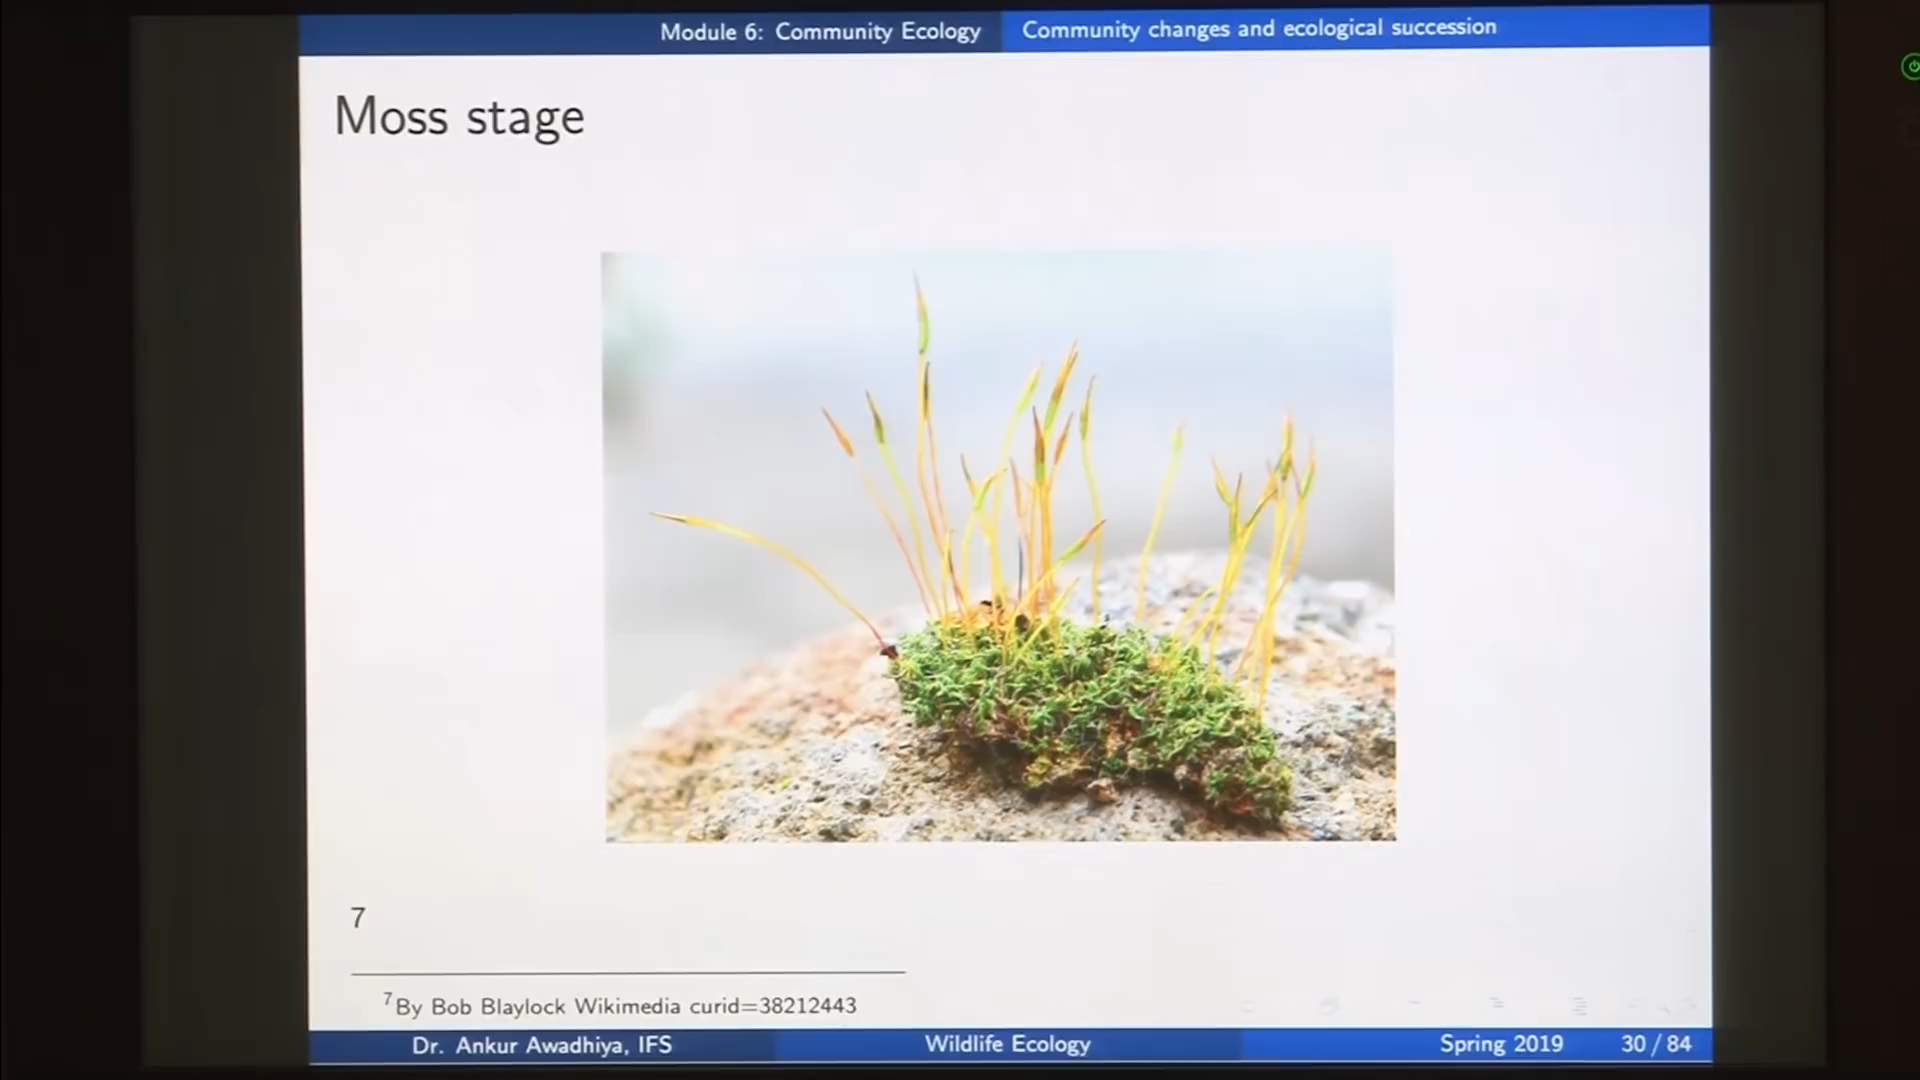 Module 6: Community Ecology Community changes and ecological succession
Moss stage
7
7By Bob Blaylock Wikimedia curid=38212443
Dr. Ankur Awadhiya, IFS Wildlife Ecology Spring 2019 30 / 84